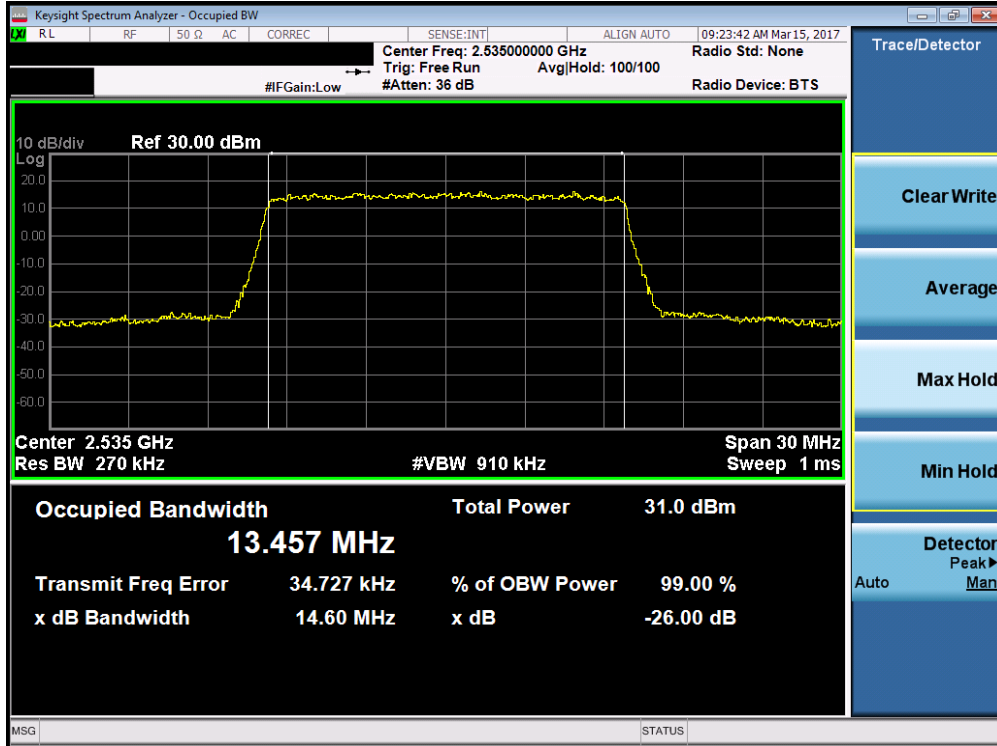 Keysight Spectrum Analyzer - Occupied BW
LXI RL RF 50 Ω AC CORREC SENSE:INT ALIGN AUTO 09:23:42 AM Mar 15, 2017
Center Freq: 2.535000000 GHz Radio Std: None
Trig: Free Run Avg|Hold: 100/100
#IFGain:Low #Atten: 36 dB Radio Device: BTS
10 dB/div Ref 30.00 dBm
Log
20.0
10.0
0.00
-10.0
-20.0
-30.0
-40.0
-50.0
-60.0
Center 2.535 GHz Span 30 MHz
Res BW 270 kHz #VBW 910 kHz Sweep 1 ms
Occupied Bandwidth Total Power 31.0 dBm
13.457 MHz
Transmit Freq Error 34.727 kHz % of OBW Power 99.00 %
x dB Bandwidth 14.60 MHz x dB -26.00 dB
MSG STATUS
Trace/Detector
Clear Write
Average
Max Hold
Min Hold
Detector
Peak▶
Auto Man